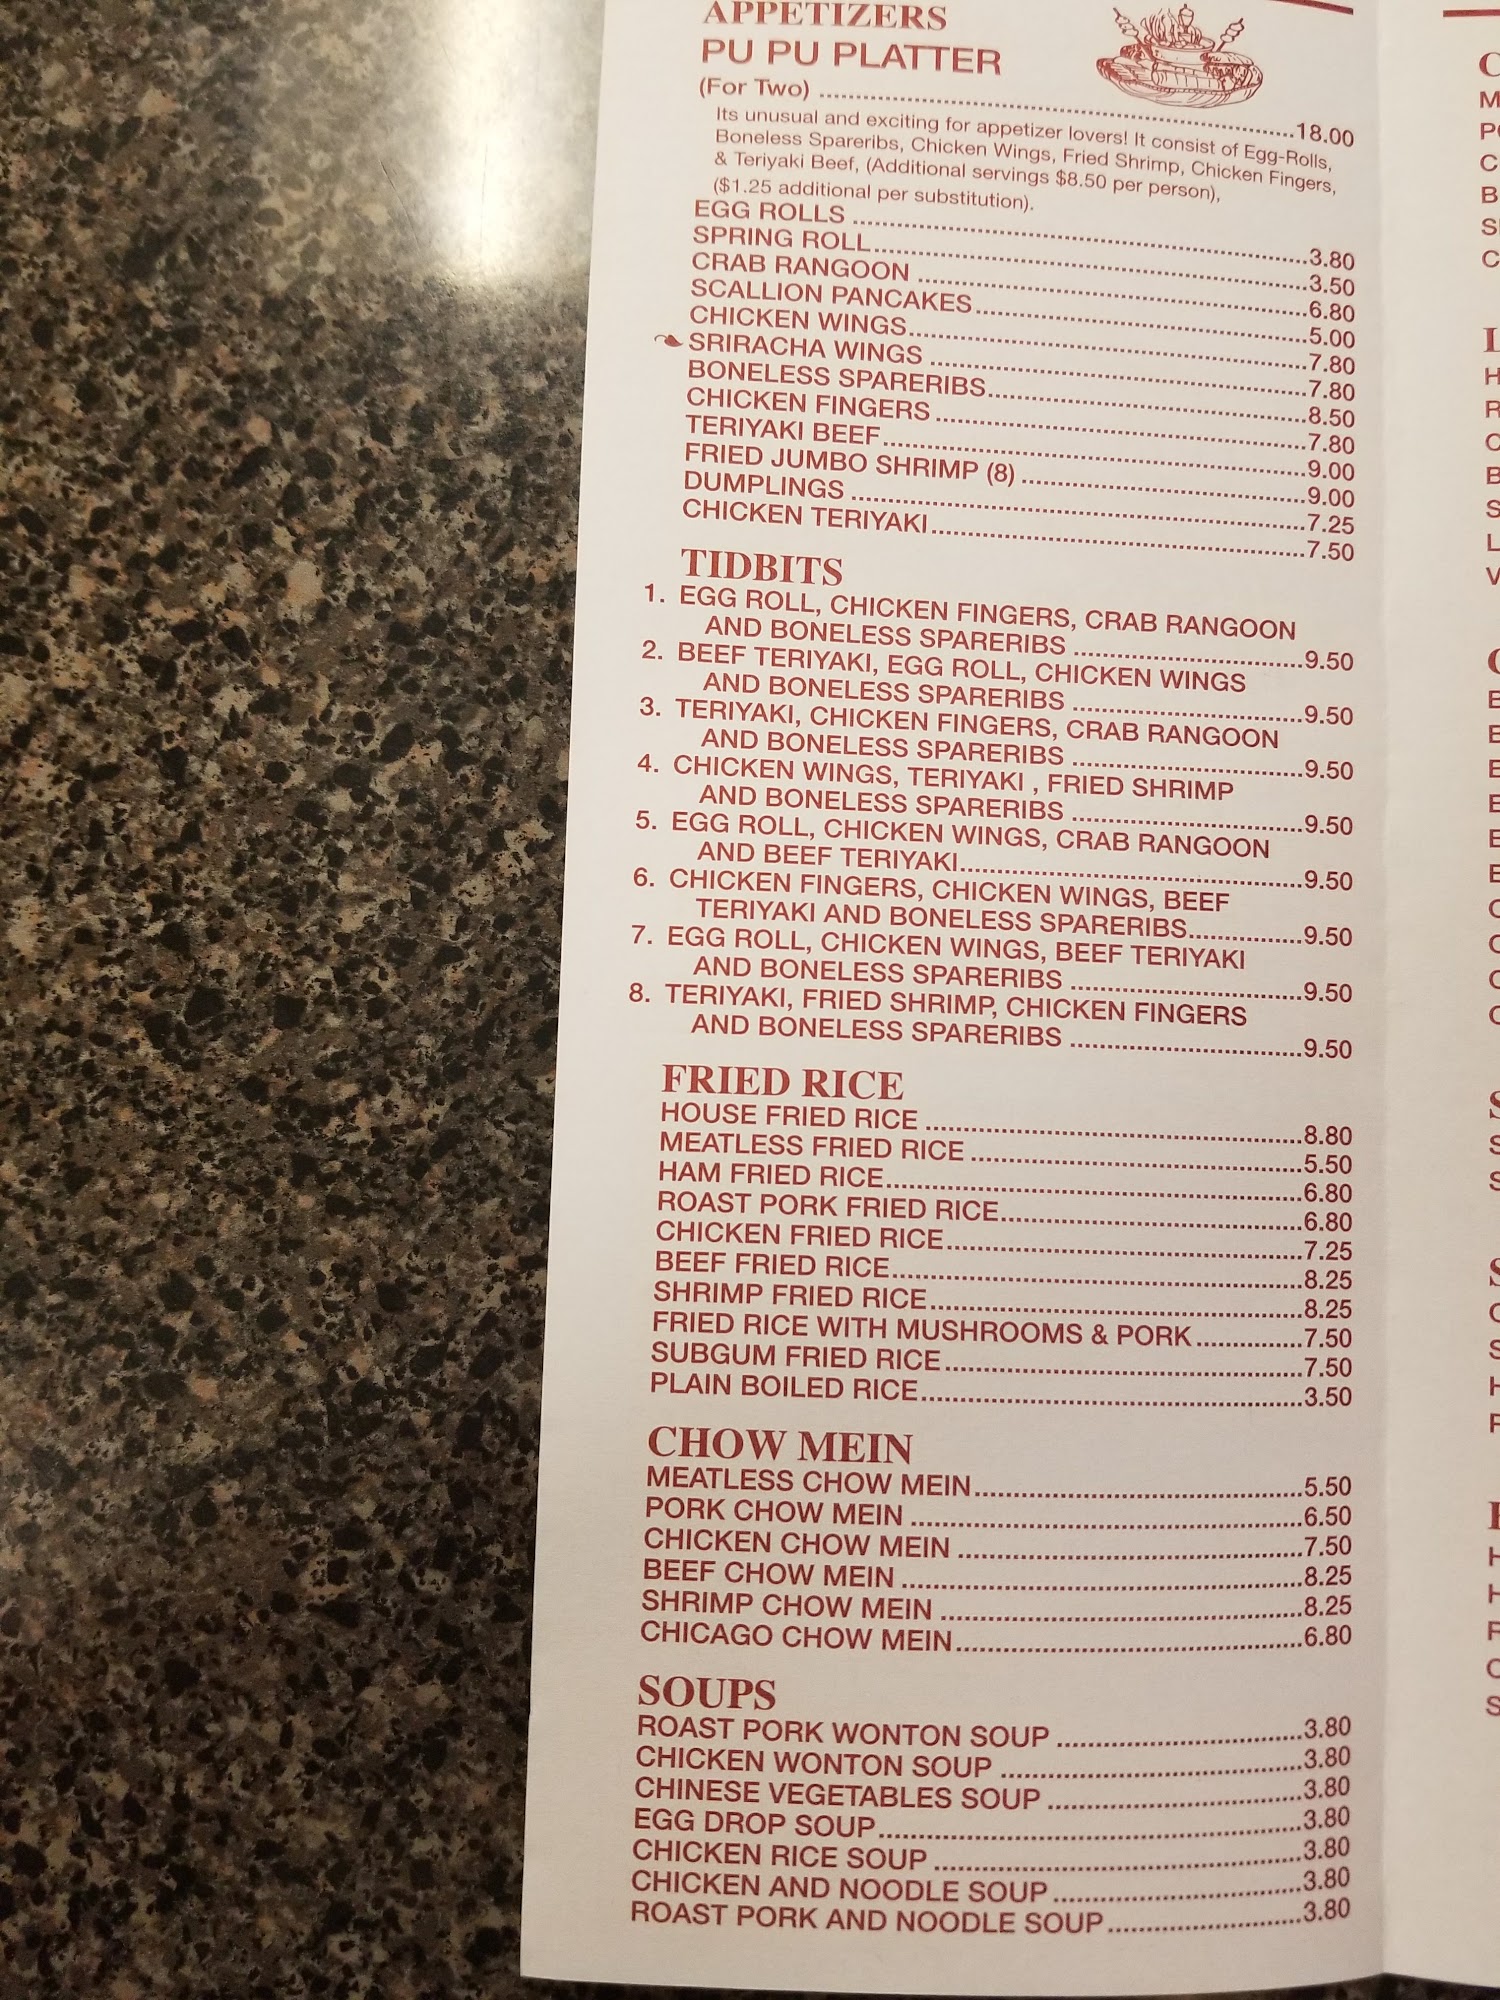 APPETIZERS
PU PU PLATTER
(For Two) ..........18.00
Its unusual and exciting for appetizer lovers! It consist of Egg-Rolls,
Boneless Spareribs, Chicken Wings, Fried Shrimp, Chicken Fingers,
& Teriyaki Beef, (Additional servings $8.50 per person),
($1.25 additional per substitution).
EGG ROLLS ..........3.80
SPRING ROLL..........3.50
CRAB RANGOON ..........6.80
SCALLION PANCAKES..........5.00
CHICKEN WINGS..........7.80
SRIRACHA WINGS ..........7.80
BONELESS SPARERIBS..........8.50
CHICKEN FINGERS ..........7.80
TERIYAKI BEEF..........9.00
FRIED JUMBO SHRIMP (8) ..........9.00
DUMPLINGS ..........7.25
CHICKEN TERIYAKI..........7.50
TIDBITS
1. EGG ROLL, CHICKEN FINGERS, CRAB RANGOON
AND BONELESS SPARERIBS ..........9.50
2. BEEF TERIYAKI, EGG ROLL, CHICKEN WINGS
AND BONELESS SPARERIBS ..........9.50
3. TERIYAKI, CHICKEN FINGERS, CRAB RANGOON
AND BONELESS SPARERIBS ..........9.50
4. CHICKEN WINGS, TERIYAKI , FRIED SHRIMP
AND BONELESS SPARERIBS ..........9.50
5. EGG ROLL, CHICKEN WINGS, CRAB RANGOON
AND BEEF TERIYAKI..........9.50
6. CHICKEN FINGERS, CHICKEN WINGS, BEEF
TERIYAKI AND BONELESS SPARERIBS..........9.50
7. EGG ROLL, CHICKEN WINGS, BEEF TERIYAKI
AND BONELESS SPARERIBS ..........9.50
8. TERIYAKI, FRIED SHRIMP, CHICKEN FINGERS
AND BONELESS SPARERIBS ..........9.50
FRIED RICE
HOUSE FRIED RICE ..........8.80
MEATLESS FRIED RICE ..........5.50
HAM FRIED RICE..........6.80
ROAST PORK FRIED RICE..........6.80
CHICKEN FRIED RICE..........7.25
BEEF FRIED RICE..........8.25
SHRIMP FRIED RICE..........8.25
FRIED RICE WITH MUSHROOMS & PORK..........7.50
SUBGUM FRIED RICE..........7.50
PLAIN BOILED RICE..........3.50
CHOW MEIN
MEATLESS CHOW MEIN..........5.50
PORK CHOW MEIN ..........6.50
CHICKEN CHOW MEIN ..........7.50
BEEF CHOW MEIN ..........8.25
SHRIMP CHOW MEIN ..........8.25
CHICAGO CHOW MEIN..........6.80
SOUPS
ROAST PORK WONTON SOUP ..........3.80
CHICKEN WONTON SOUP ..........3.80
CHINESE VEGETABLES SOUP ..........3.80
EGG DROP SOUP..........3.80
CHICKEN RICE SOUP ..........3.80
CHICKEN AND NOODLE SOUP ..........3.80
ROAST PORK AND NOODLE SOUP..........3.80